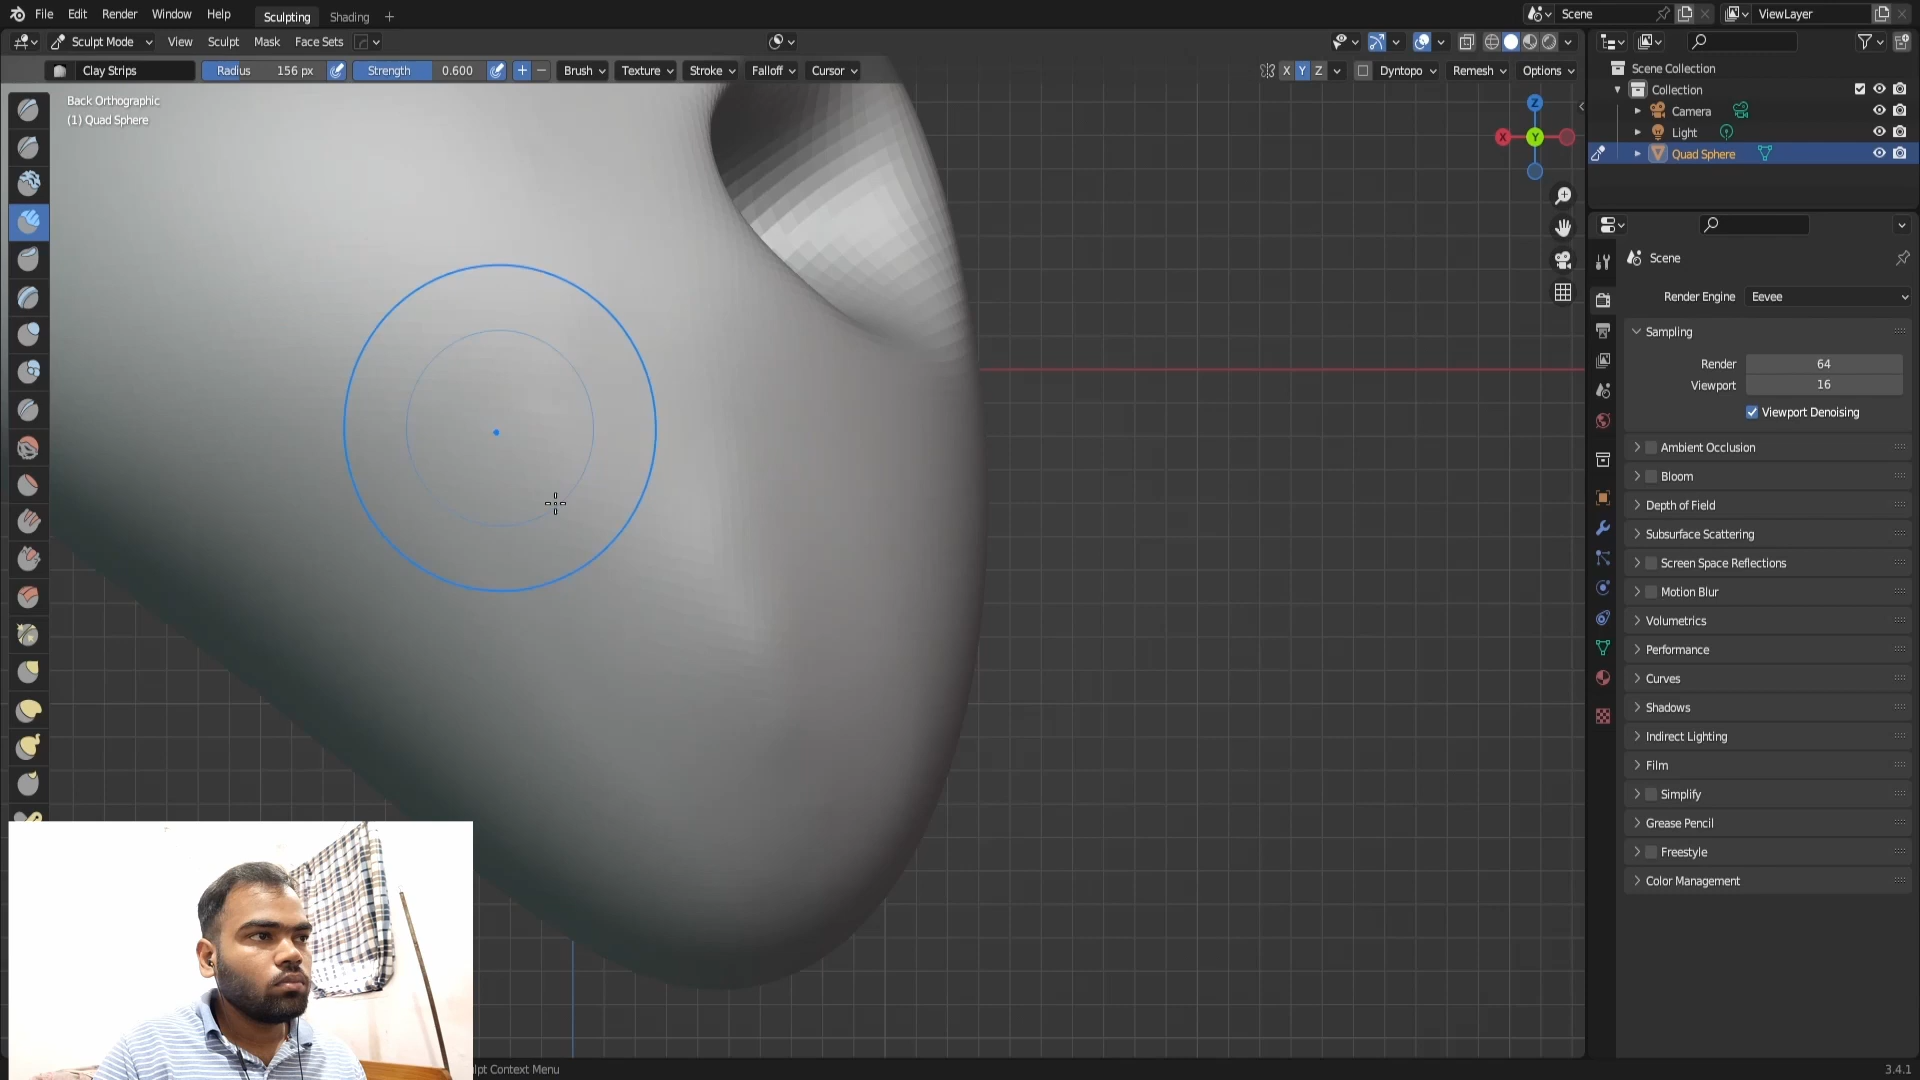 File Edit Render Window Help Sculpting Shading + Scene ViewLayer
Sculpt Mode View Sculpt Mask Face Sets
Clay Strips Radius 156 px Strength 0.600 + − Brush Texture Stroke Falloff Cursor X Y Z Dyntopo Remesh Options
Back Orthographic
(1) Quad Sphere
Z
X Y
Scene Collection
Collection
Camera
Light
Quad Sphere
Scene
Render Engine Eevee
Sampling
Render 64
Viewport 16
Viewport Denoising
Ambient Occlusion
Bloom
Depth of Field
Subsurface Scattering
Screen Space Reflections
Motion Blur
Volumetrics
Performance
Curves
Shadows
Indirect Lighting
Film
Simplify
Grease Pencil
Freestyle
Color Management
lpt Context Menu
3.4.1